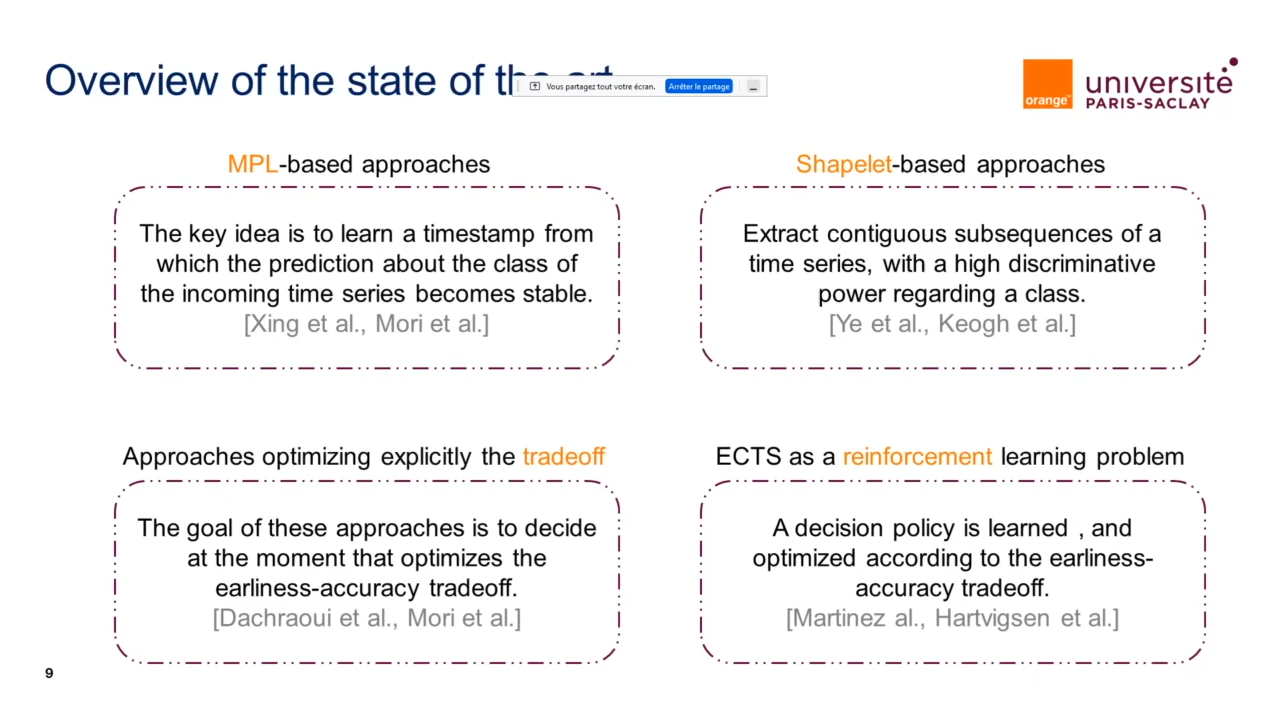 Overview of the state of the art
Vous partagez tout votre écran. Arrêter le partage
orange™
université
PARIS-SACLAY
MPL-based approaches
The key idea is to learn a timestamp from
which the prediction about the class of
the incoming time series becomes stable.
[Xing et al., Mori et al.]
Shapelet-based approaches
Extract contiguous subsequences of a
time series, with a high discriminative
power regarding a class.
[Ye et al., Keogh et al.]
Approaches optimizing explicitly the tradeoff
The goal of these approaches is to decide
at the moment that optimizes the
earliness-accuracy tradeoff.
[Dachraoui et al., Mori et al.]
ECTS as a reinforcement learning problem
A decision policy is learned , and
optimized according to the earliness-
accuracy tradeoff.
[Martinez al., Hartvigsen et al.]
9